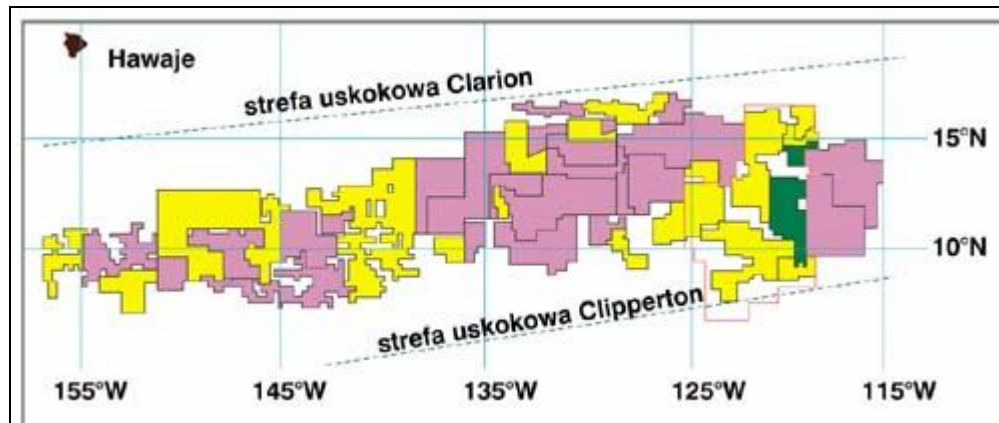 Hawaje
strefa uskokowa Clarion
15°N
10°N
strefa uskokowa Clipperton
155°W
145°W
135°W
125°W
115°W